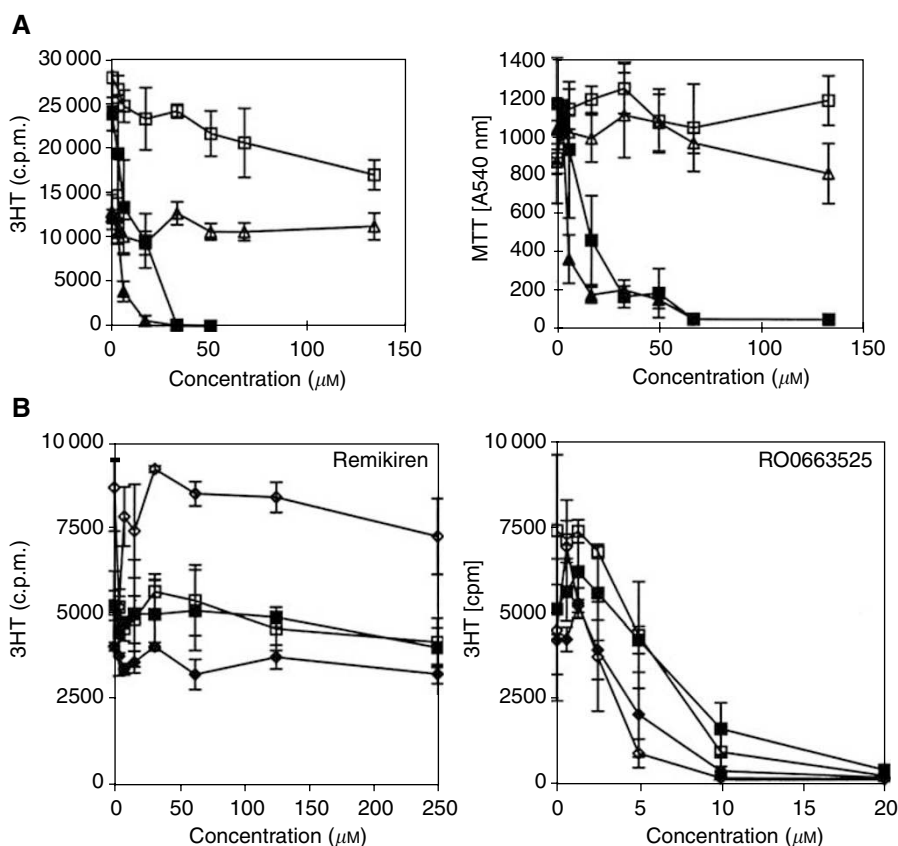 A
3HT (c.p.m.)
30 000
25 000
20 000
15 000
10 000
5000
0
0 50 100 150
Concentration (μM)
MTT [A540 nm]
1400
1200
1000
800
600
400
200
0
0 50 100 150
Concentration (μM)
B
3HT (c.p.m.)
10 000
7500
5000
2500
0
Remikiren
0 50 100 150 200 250
Concentration (μM)
3HT [cpm]
10 000
7500
5000
2500
0
RO0663525
0 5 10 15 20
Concentration (μM)